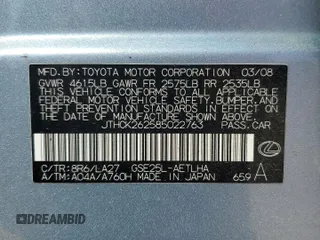 MFD. BY: TOYOTA MOTOR CORPORATION 03/08
GVWR 4615LB GAWR FR 2575LB RR 2535LB
THIS VEHICLE CONFORMS TO ALL APPLICABLE
FEDERAL MOTOR VEHICLE SAFETY, BUMPER, AND
THEFT PREVENTION STANDARDS IN EFFECT ON
THE DATE OF MANUFACTURE SHOWN ABOVE.
JTHCK262585022763 PASS. CAR
C/TR: 8R6/LA27 GSE25L-AETLHA
A/TM: A04A/A760H MADE IN JAPAN 659 A
DREAMBID